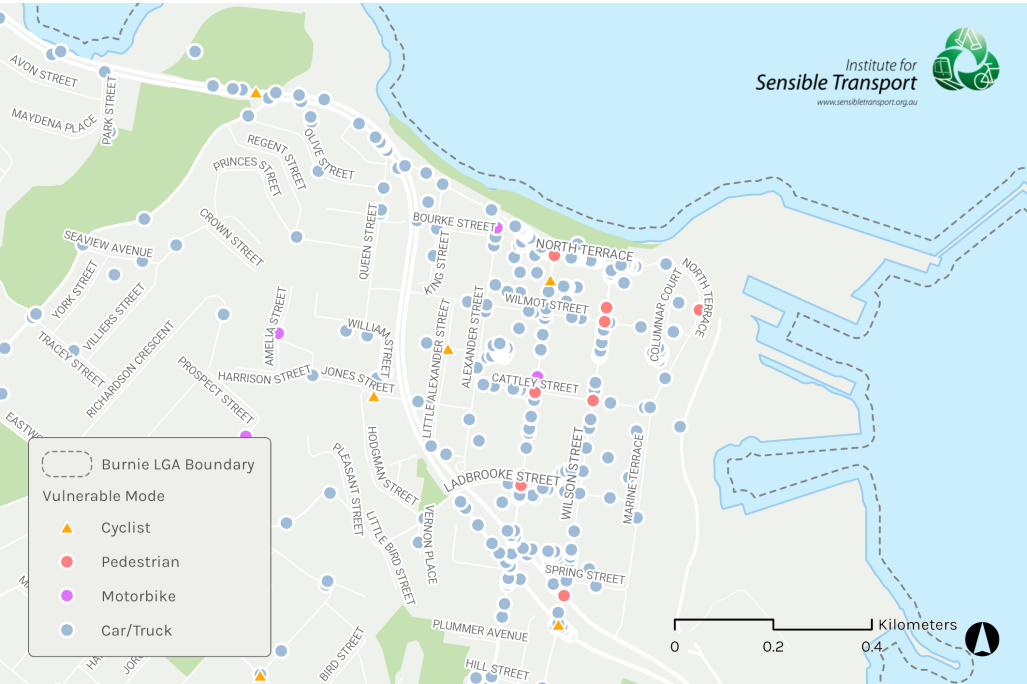 Institute for
Sensible Transport
www.sensibletransport.org.au
AVON STREET
PARK STREET
MAYDENA PLACE
OLIVE STREET
REGENT STREET
PRINCES STREET
CROWN STREET
QUEEN STREET
BOURKE STREET
NORTH TERRACE
KING STREET
SEAVIEW AVENUE
YORK STREET
VILLIERS STREET
TRACEY STREET
RICHARDSON CRESCENT
AMELIA STREET
WILLIAM STREET
LITTLE ALEXANDER STREET
ALEXANDER STREET
WILMOT STREET
COLUMNAR COURT
NORTH TERRACE
PROSPECT STREET
HARRISON STREET
JONES STREET
CATTLEY STREET
HODGMAN STREET
PLEASANT STREET
LADBROOKE STREET
WILSON STREET
MARINE TERRACE
LITTLE BIRD STREET
VERNON PLACE
SPRING STREET
PLUMMER AVENUE
HILL STREET
BIRD STREET
EASTWO
Burnie LGA Boundary
Vulnerable Mode
Cyclist
Pedestrian
Motorbike
Car/Truck
Kilometers
0 0.2 0.4